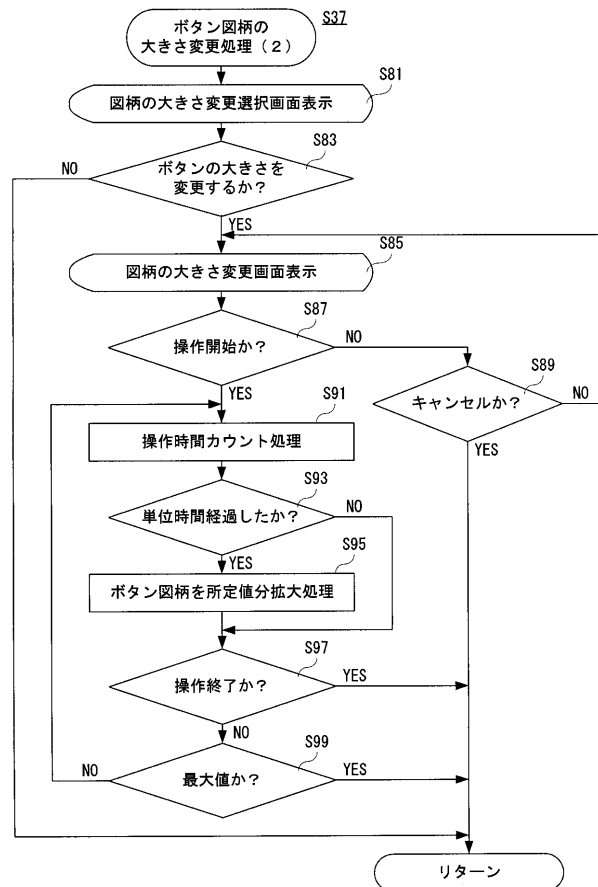 ボタン図柄の
大きさ変更処理（2）
S37
S81
図柄の大きさ変更選択画面表示
S83
NO
ボタンの大きさを
変更するか？
YES
S85
図柄の大きさ変更画面表示
S87
操作開始か？
NO
YES
S89
キャンセルか？
NO
YES
S91
操作時間カウント処理
S93
単位時間経過したか？
NO
YES
S95
ボタン図柄を所定値分拡大処理
S97
操作終了か？
YES
NO
S99
NO
最大値か？
YES
リターン